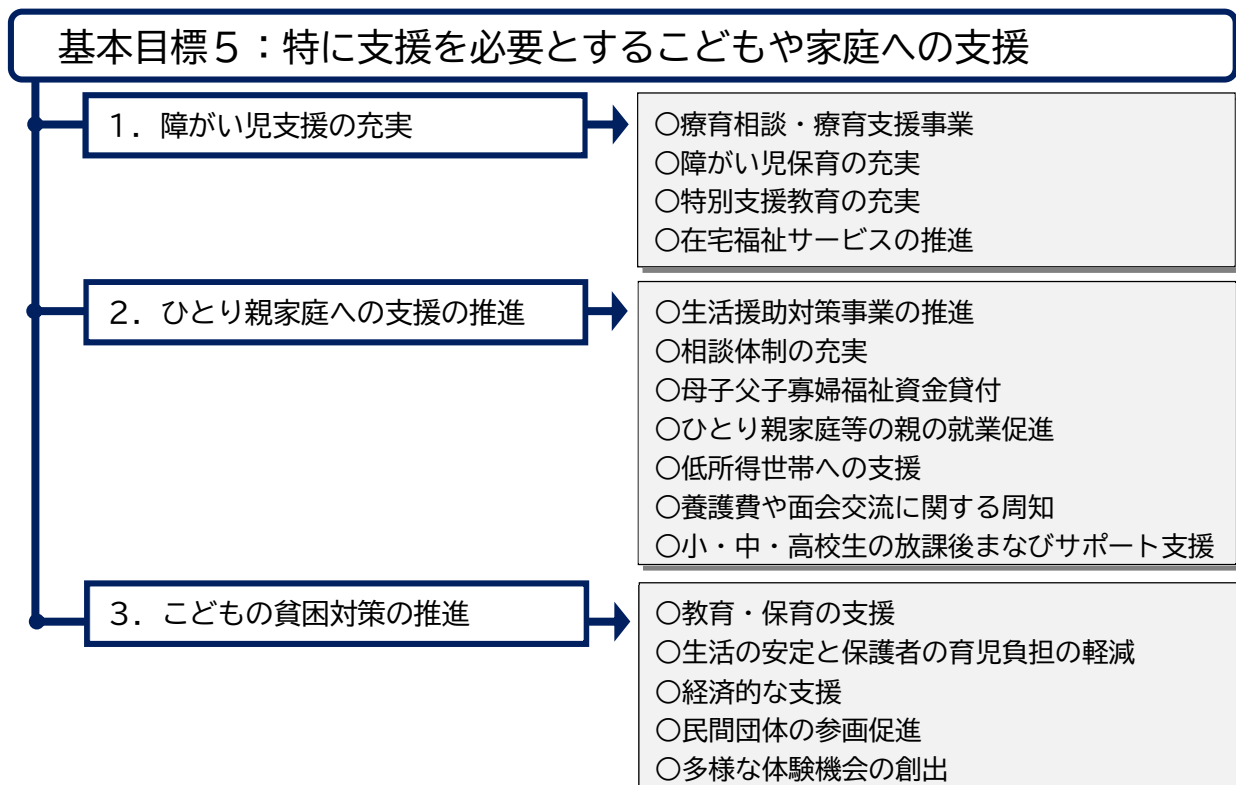 基本目標５：特に支援を必要とするこどもや家庭への支援
１．障がい児支援の充実
○療育相談・療育支援事業
○障がい児保育の充実
○特別支援教育の充実
○在宅福祉サービスの推進
２．ひとり親家庭への支援の推進
○生活援助対策事業の推進
○相談体制の充実
○母子父子寡婦福祉資金貸付
○ひとり親家庭等の親の就業促進
○低所得世帯への支援
○養護費や面会交流に関する周知
○小・中・高校生の放課後まなびサポート支援
３．こどもの貧困対策の推進
○教育・保育の支援
○生活の安定と保護者の育児負担の軽減
○経済的な支援
○民間団体の参画促進
○多様な体験機会の創出